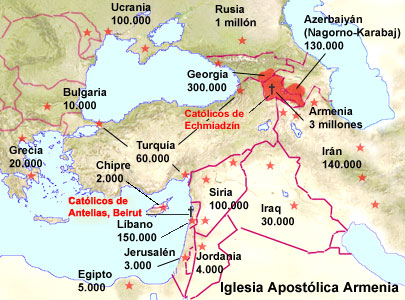 Ucrania
100.000
Rusia
1 millón
Azerbaiyán
(Nagorno-Karabaj)
130.000
Georgia
300.000
Bulgaria
10.000
Católicos de
Echmiadzin
Armenia
3 millones
Grecia
20.000
Turquía
60.000
Chipre
2.000
Irán
140.000
Católicos de
Antelias, Beirut
Siria
100.000
Líbano
150.000
Iraq
30.000
Jerusalén
3.000
Jordania
4.000
Egipto
5.000
Iglesia Apostólica Armenia